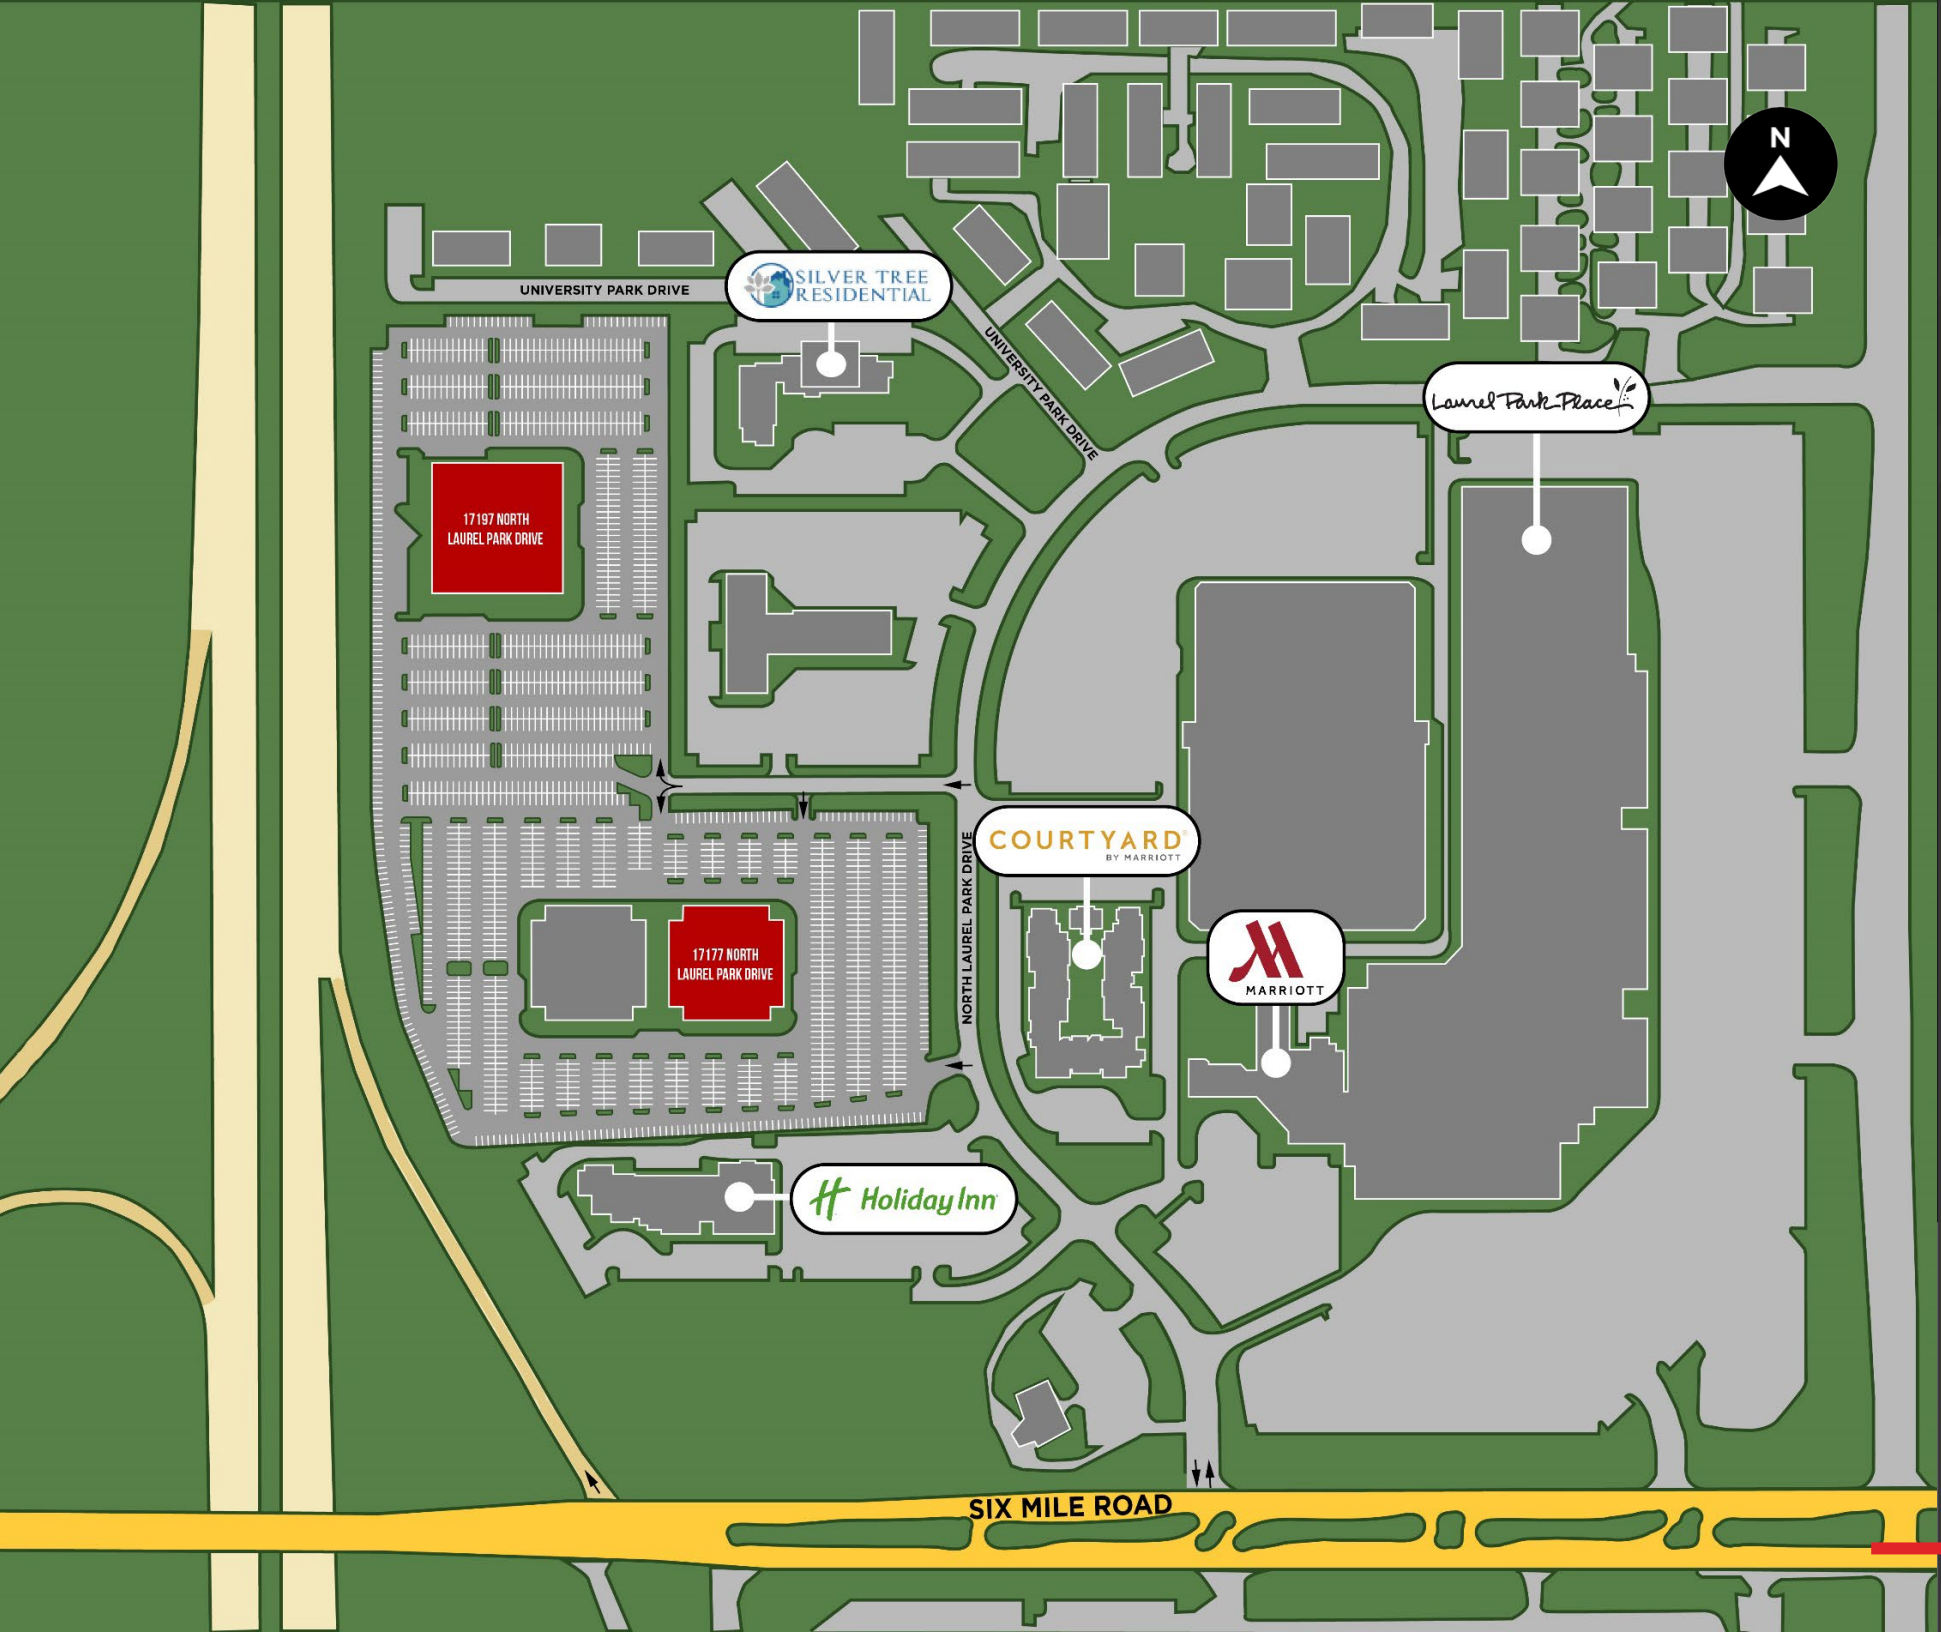 N
SILVER TREE
RESIDENTIAL
UNIVERSITY PARK DRIVE
UNIVERSITY PARK DRIVE
Laurel Park Place
17197 NORTH
LAUREL PARK DRIVE
COURTYARD
BY MARRIOTT
NORTH LAUREL PARK DRIVE
17177 NORTH
LAUREL PARK DRIVE
MARRIOTT
Holiday Inn
SIX MILE ROAD